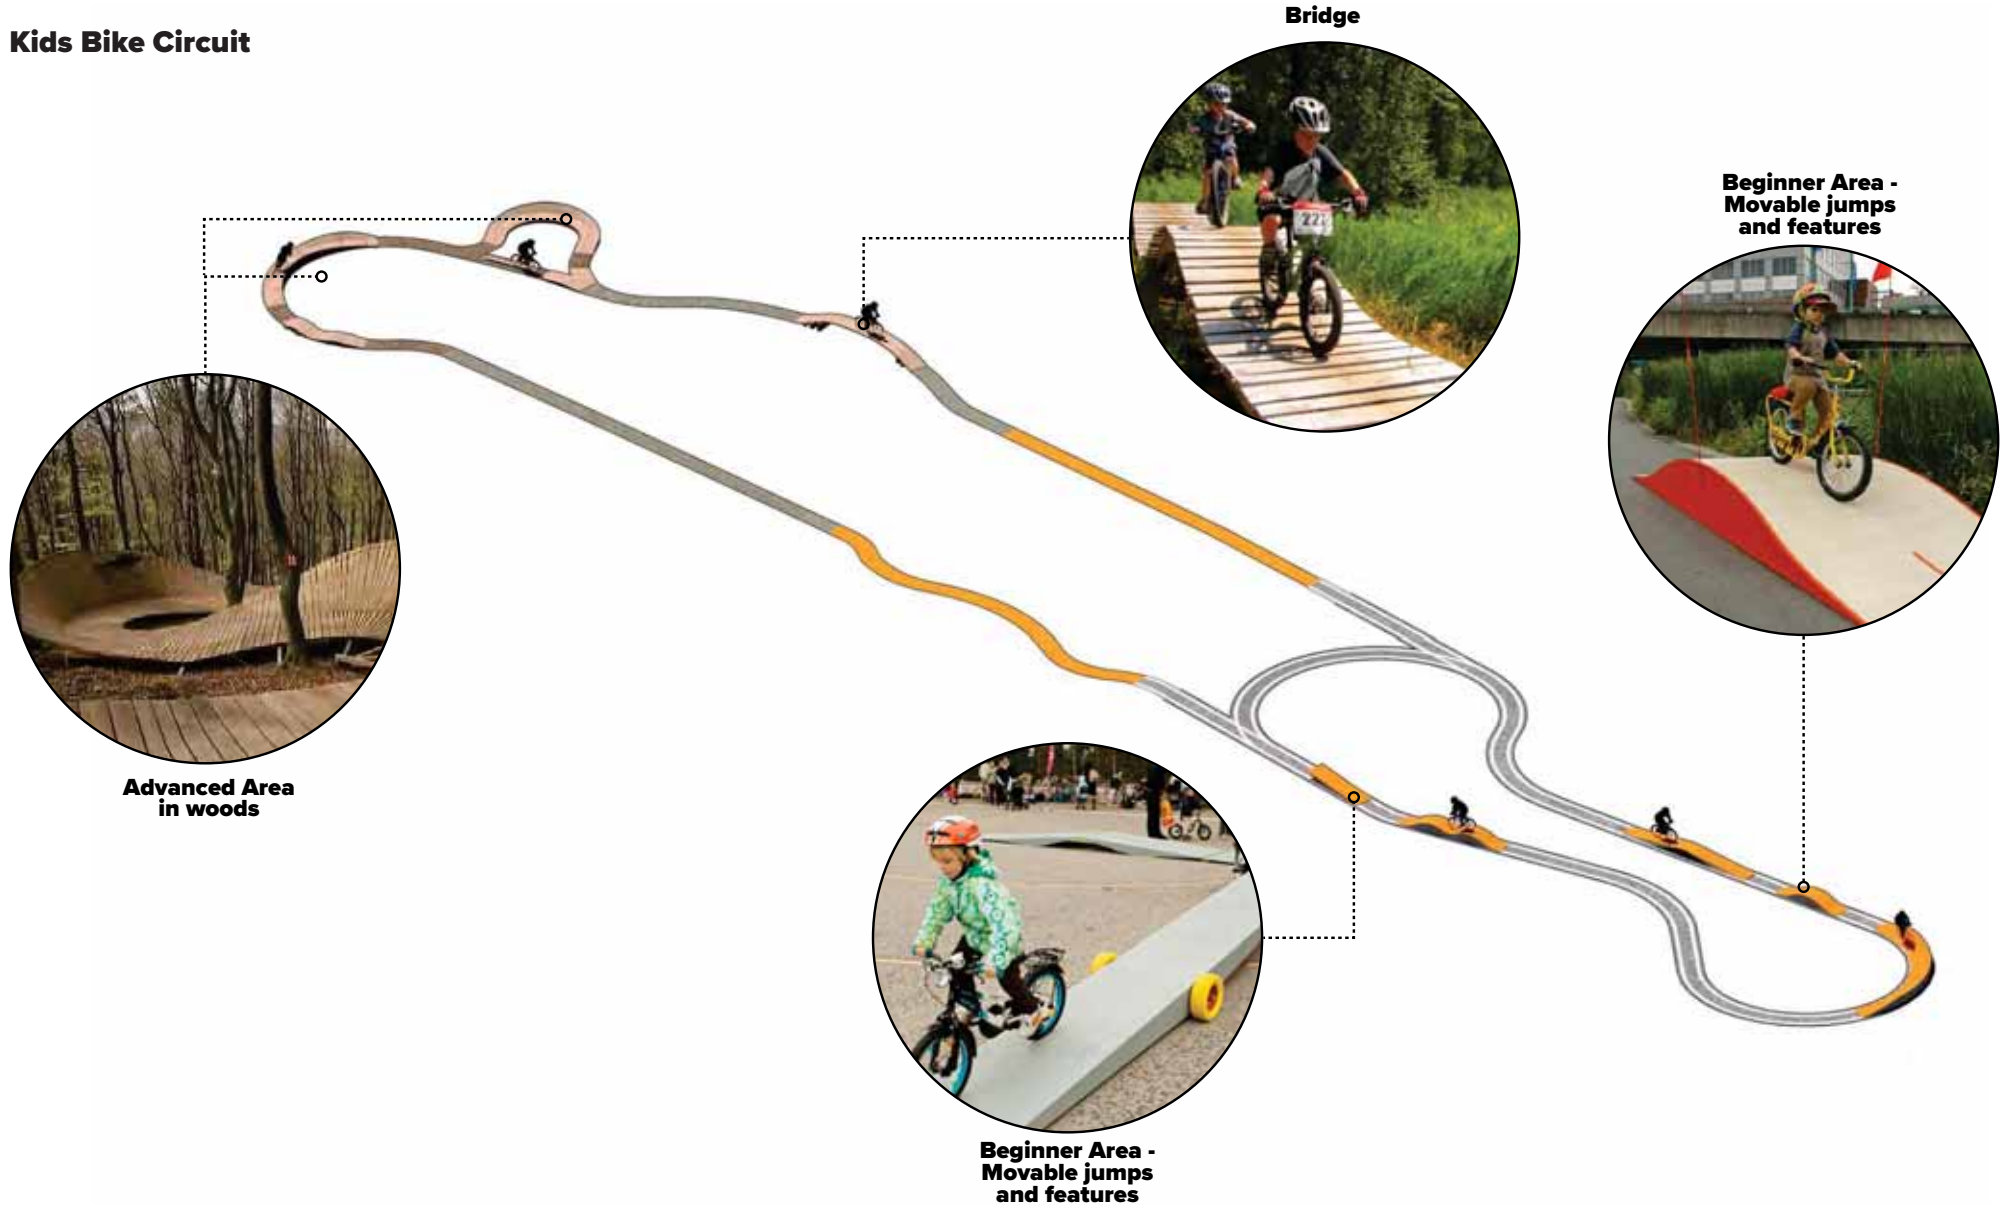 Kids Bike Circuit
Bridge
Beginner Area -
Movable jumps
and features
Advanced Area
in woods
Beginner Area -
Movable jumps
and features